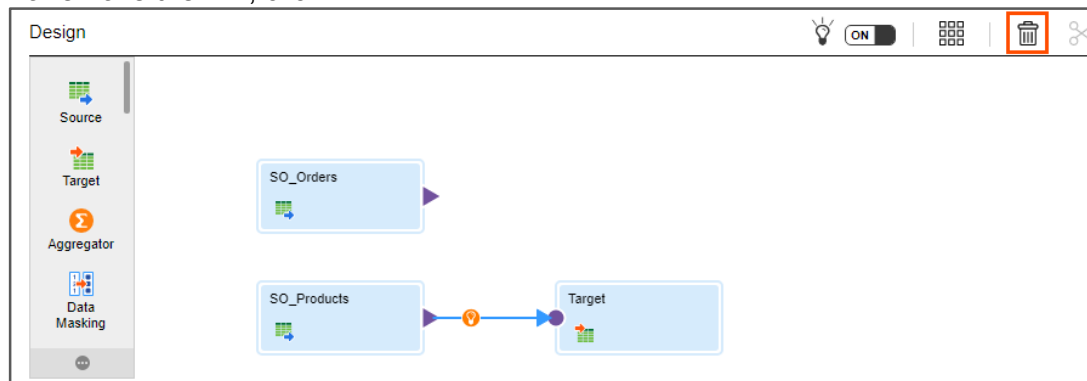 Design
ON
Source
Target
Aggregator
Data
Masking
SO_Orders
SO_Products
Target